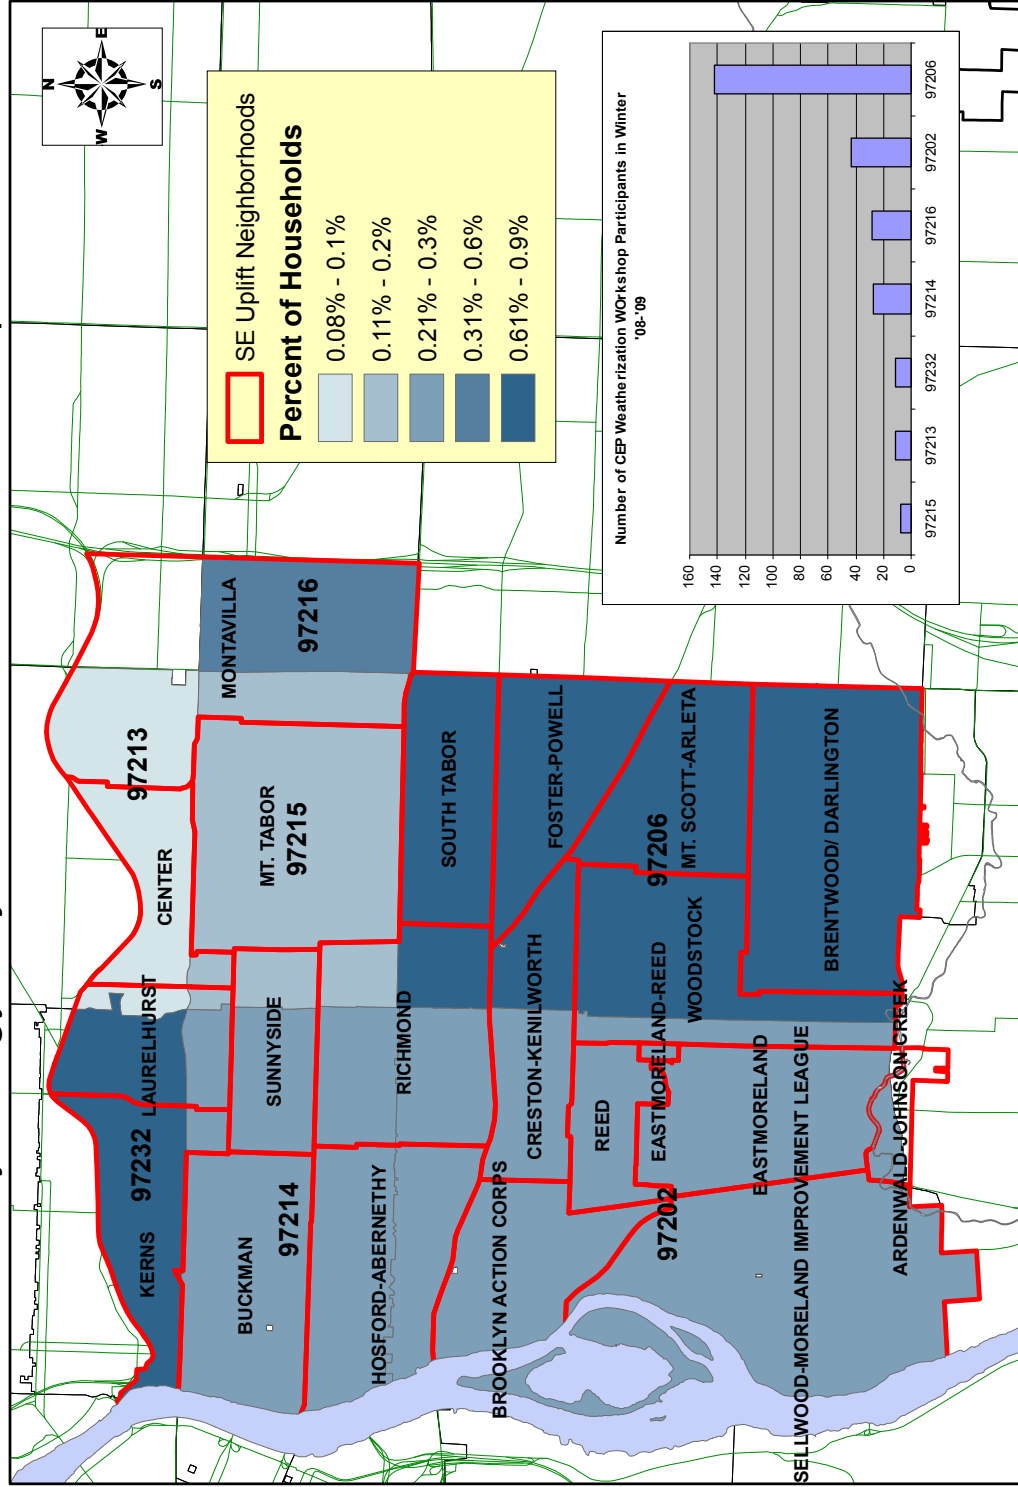 N
E
S
W
SE Uplift Neighborhoods
Percent of Households
0.08% - 0.1%
0.11% - 0.2%
0.21% - 0.3%
0.31% - 0.6%
0.61% - 0.9%
KERNS
97232
LAURELHURST
CENTER
97213
BUCKMAN
97214
SUNNYSIDE
MT. TABOR
97215
MONTAVILLA
97216
HOSFORD-ABERNETHY
RICHMOND
SOUTH TABOR
BROOKLYN ACTION CORPS
CRESTON-KENILWORTH
FOSTER-POWELL
REED
97202
EASTMORELAND-REED
WOODSTOCK
97206
MT. SCOTT-ARLETA
EASTMORELAND
SELLWOOD-MORELAND IMPROVEMENT LEAGUE
BRENTWOOD/ DARLINGTON
ARDENWALD-JOHNSON CREEK
Number of CEP Weatherization WOrkshop Participants in Winter
'08-'09
160
140
120
100
80
60
40
20
0
97215
97213
97232
97214
97216
97202
97206